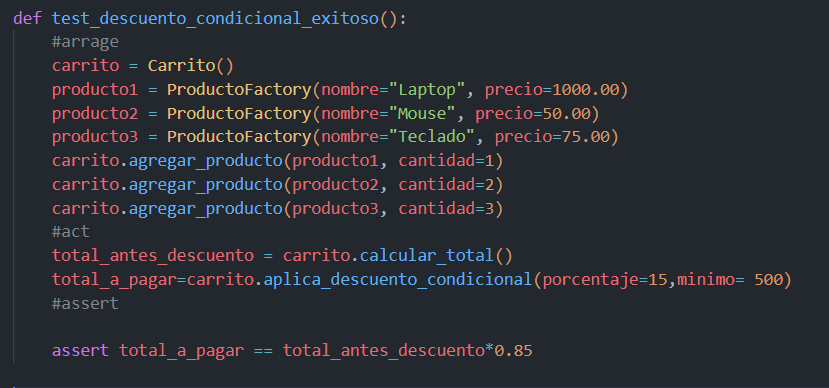 def test_descuento_condicional_exitoso():
    #arrage
    carrito = Carrito()
    producto1 = ProductoFactory(nombre="Laptop", precio=1000.00)
    producto2 = ProductoFactory(nombre="Mouse", precio=50.00)
    producto3 = ProductoFactory(nombre="Teclado", precio=75.00)
    carrito.agregar_producto(producto1, cantidad=1)
    carrito.agregar_producto(producto2, cantidad=2)
    carrito.agregar_producto(producto3, cantidad=3)
    #act
    total_antes_descuento = carrito.calcular_total()
    total_a_pagar=carrito.aplica_descuento_condicional(porcentaje=15,minimo= 500)
    #assert
    assert total_a_pagar == total_antes_descuento*0.85